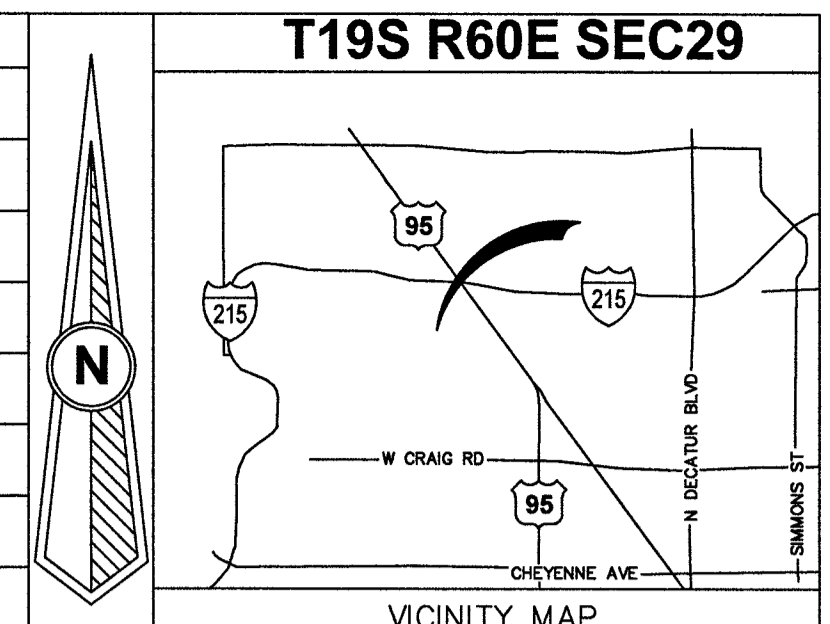 T19S R60E SEC29
95
215
215
N
W CRAIG RD
N DECATUR BLVD
SIMMONS ST
95
CHEYENNE AVE
VICINITY MAP